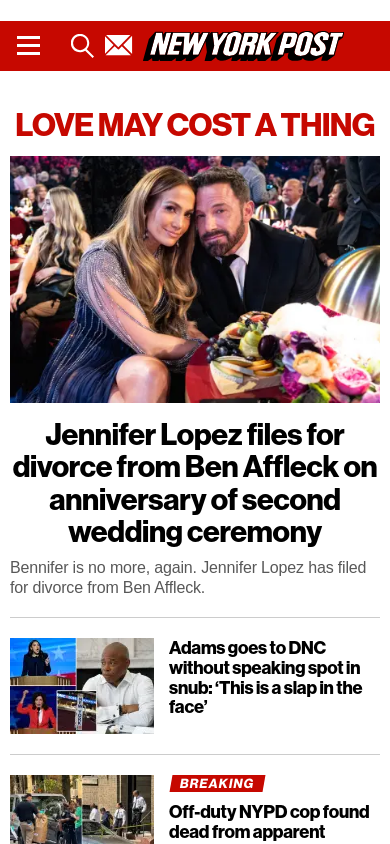 NEW YORK POST
LOVE MAY COST A THING
Jennifer Lopez files for
divorce from Ben Affleck on
anniversary of second
wedding ceremony
Bennifer is no more, again. Jennifer Lopez has filed
for divorce from Ben Affleck.
Adams goes to DNC
without speaking spot in
snub: ‘This is a slap in the
face’
BREAKING
Off-duty NYPD cop found
dead from apparent